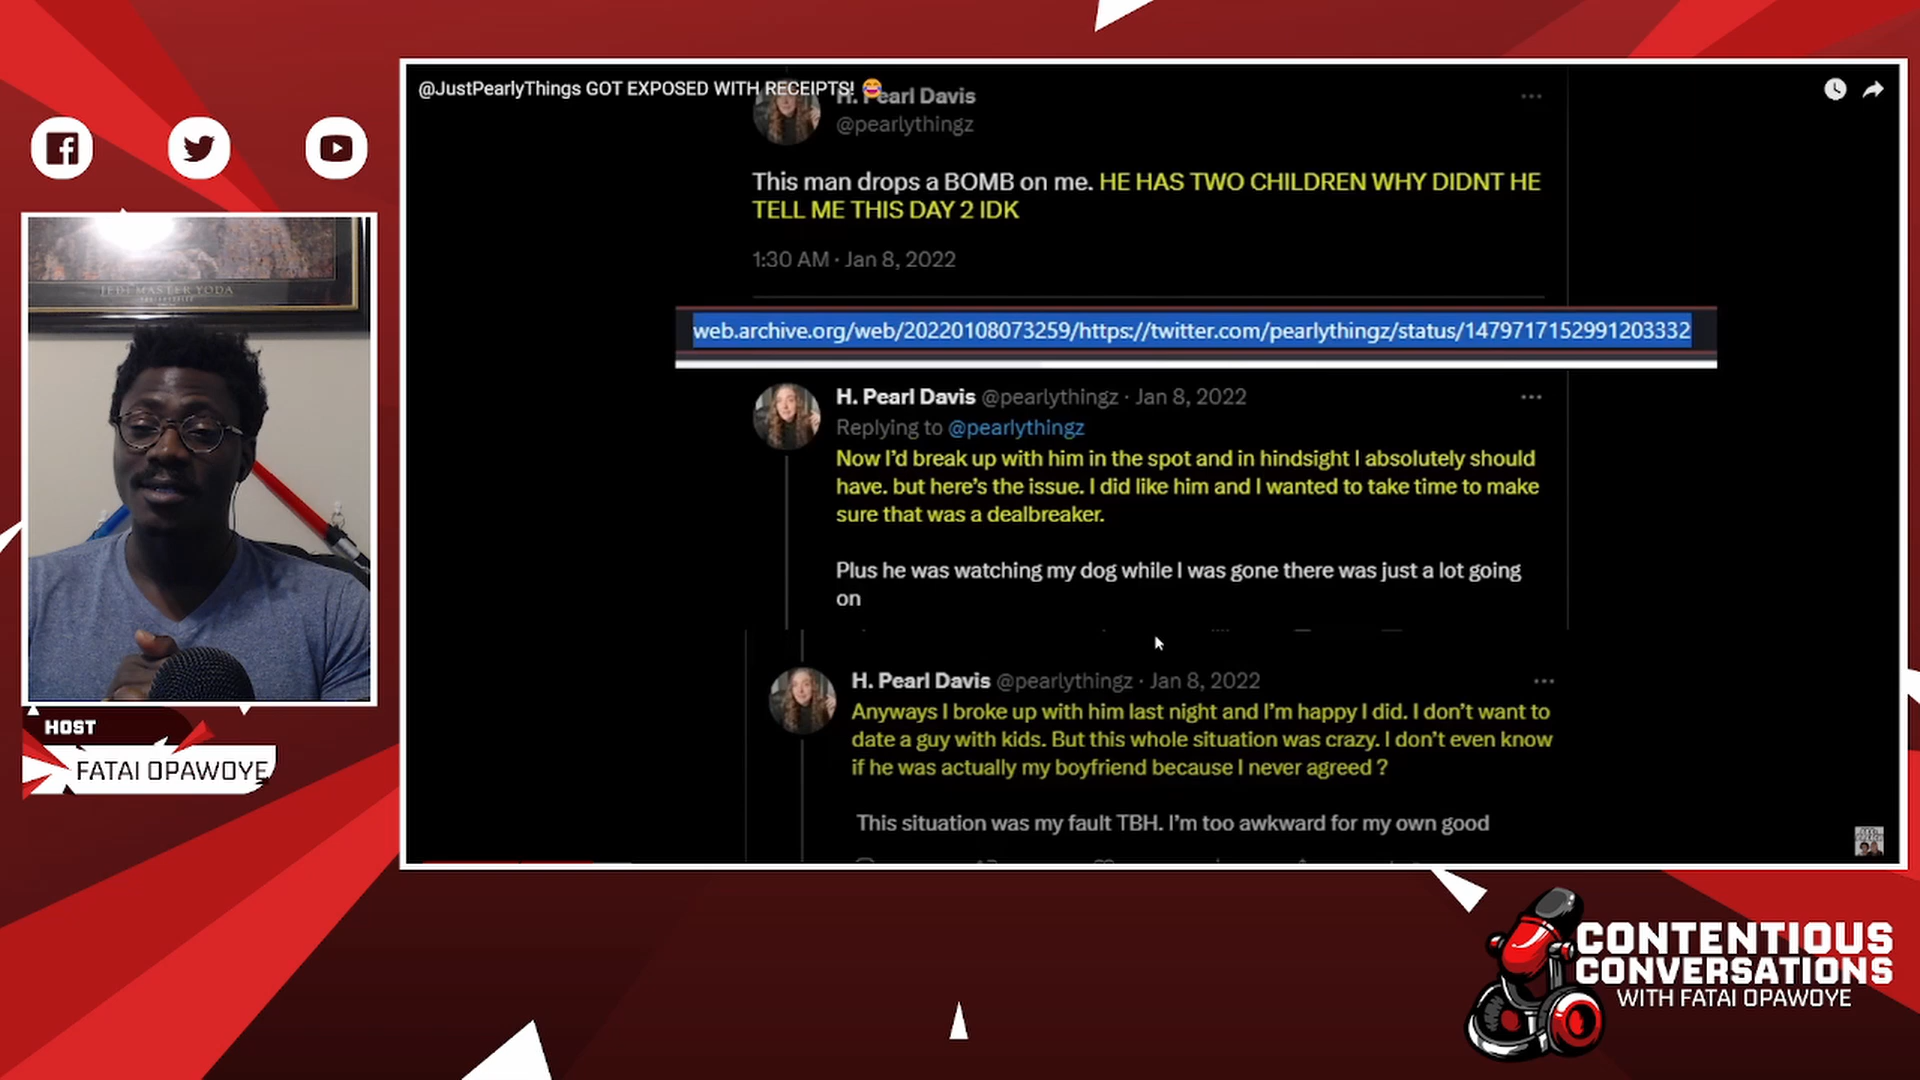 @JustPearlyThings GOT EXPOSED WITH RECEIPTS! 😂
H. Pearl Davis
@pearlythingz
This man drops a BOMB on me. HE HAS TWO CHILDREN WHY DIDNT HE
TELL ME THIS DAY 2 IDK
1:30 AM · Jan 8, 2022
web.archive.org/web/20220108073259/https://twitter.com/pearlythingz/status/1479717152991203332
H. Pearl Davis @pearlythingz · Jan 8, 2022
Replying to @pearlythingz
Now I'd break up with him in the spot and in hindsight I absolutely should
have. but here's the issue. I did like him and I wanted to take time to make
sure that was a dealbreaker.
Plus he was watching my dog while I was gone there was just a lot going
on
H. Pearl Davis @pearlythingz · Jan 8, 2022
Anyways I broke up with him last night and I'm happy I did. I don't want to
date a guy with kids. But this whole situation was crazy. I don't even know
if he was actually my boyfriend because I never agreed ?
This situation was my fault TBH. I'm too awkward for my own good
JEDI MASTER YODA
HOST
FATAI OPAWOYE
CONTENTIOUS
CONVERSATIONS
WITH FATAI OPAWOYE